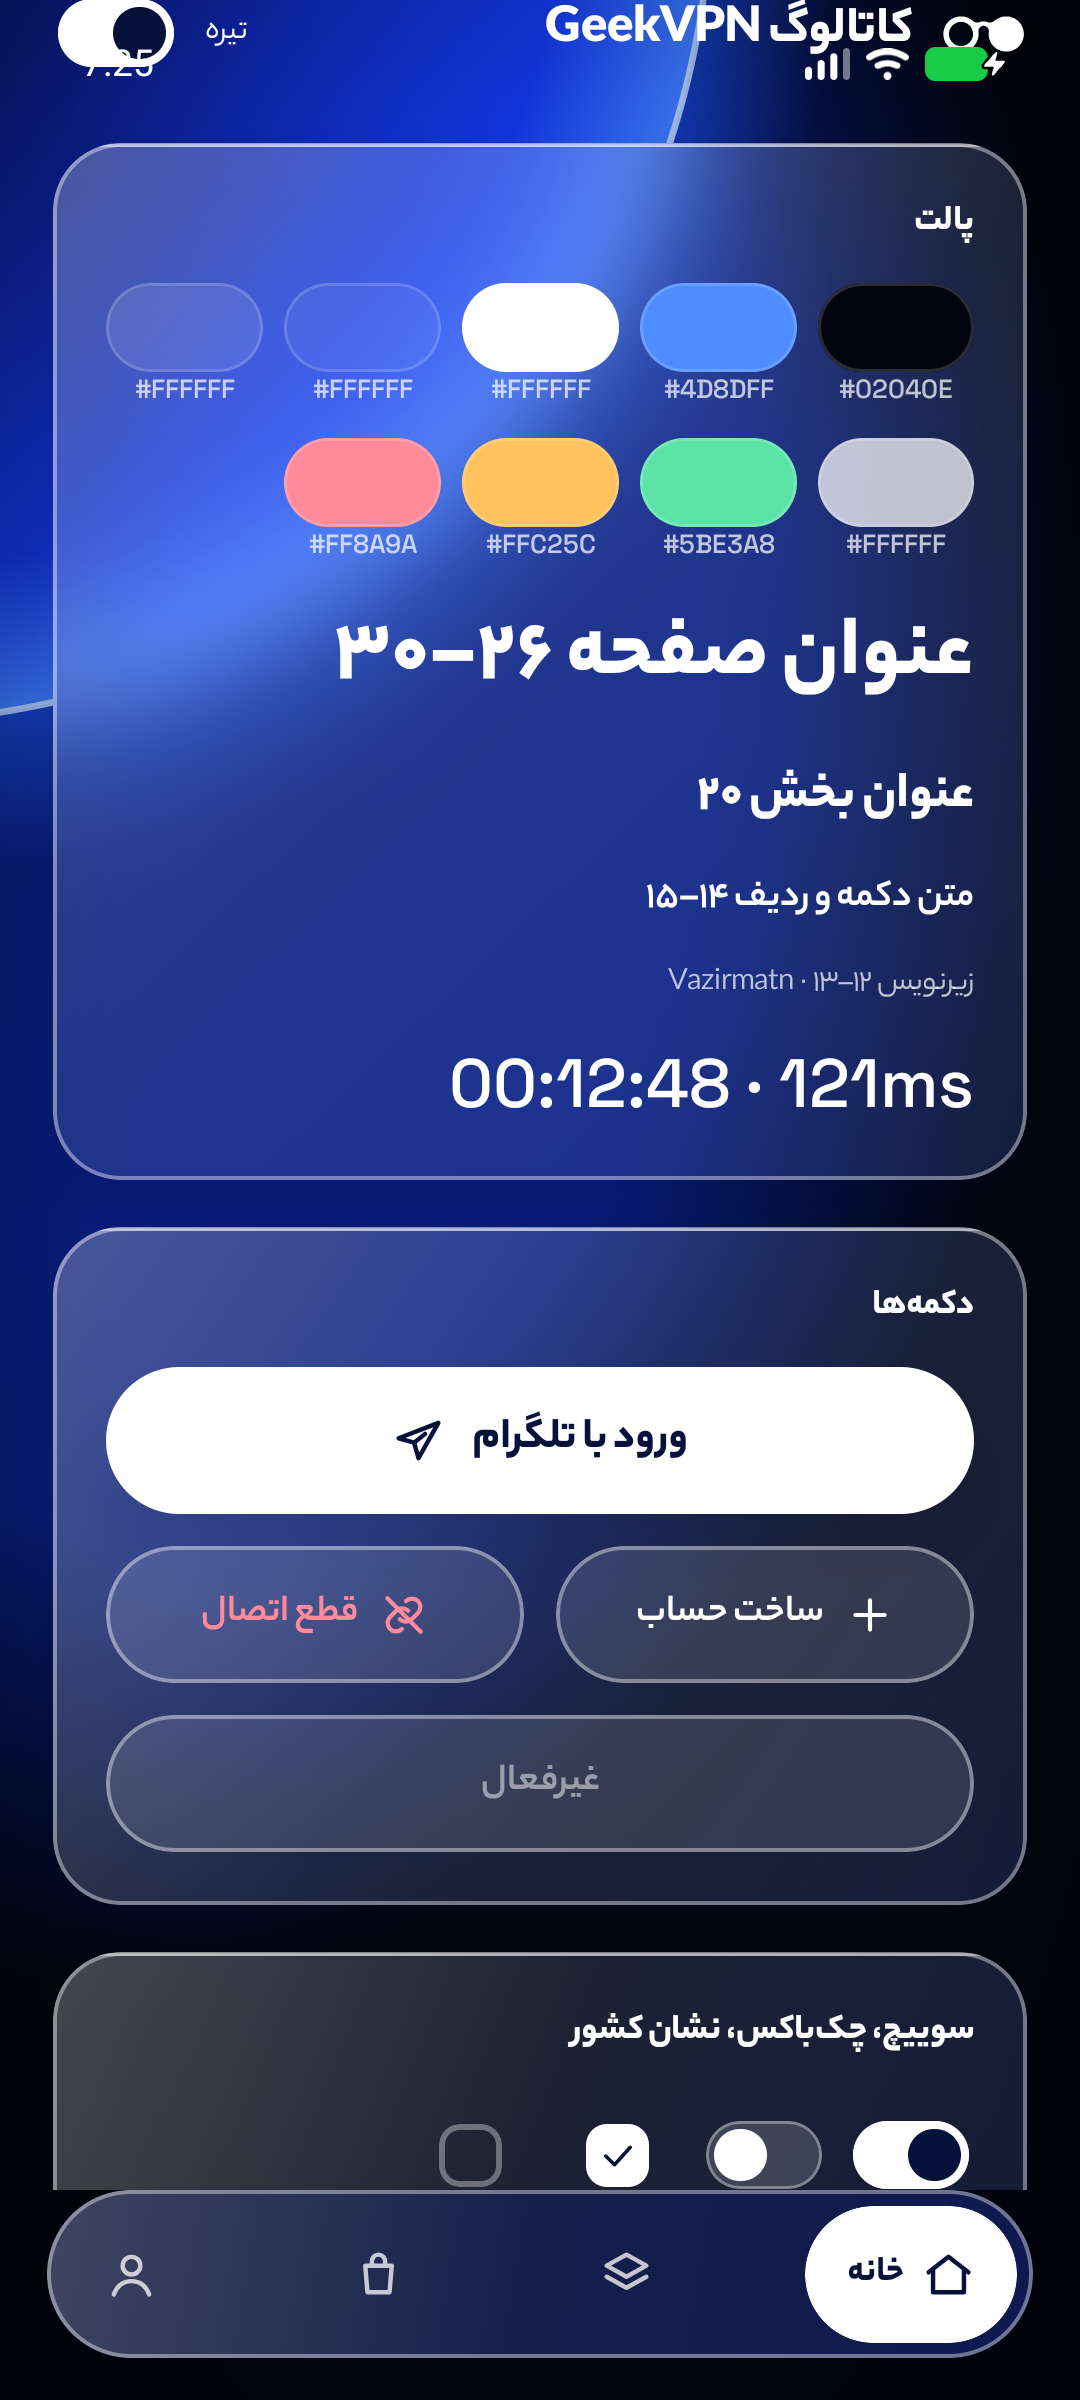 کاتالوگ GeekVPN
تیره
7:25
پالت
#02040E
#4D8DFF
#FFFFFF
#FFFFFF
#FFFFFF
#FFFFFF
#5BE3A8
#FFC25C
#FF8A9A
عنوان صفحه ۲۶–۳۰
عنوان بخش ۲۰
متن دکمه و ردیف ۱۴–۱۵
زیرنویس ۱۲–۱۳ · Vazirmatn
00:12:48 · 121ms
دکمه‌ها
ورود با تلگرام
ساخت حساب
قطع اتصال
غیرفعال
سوییچ، چک‌باکس، نشان کشور
خانه